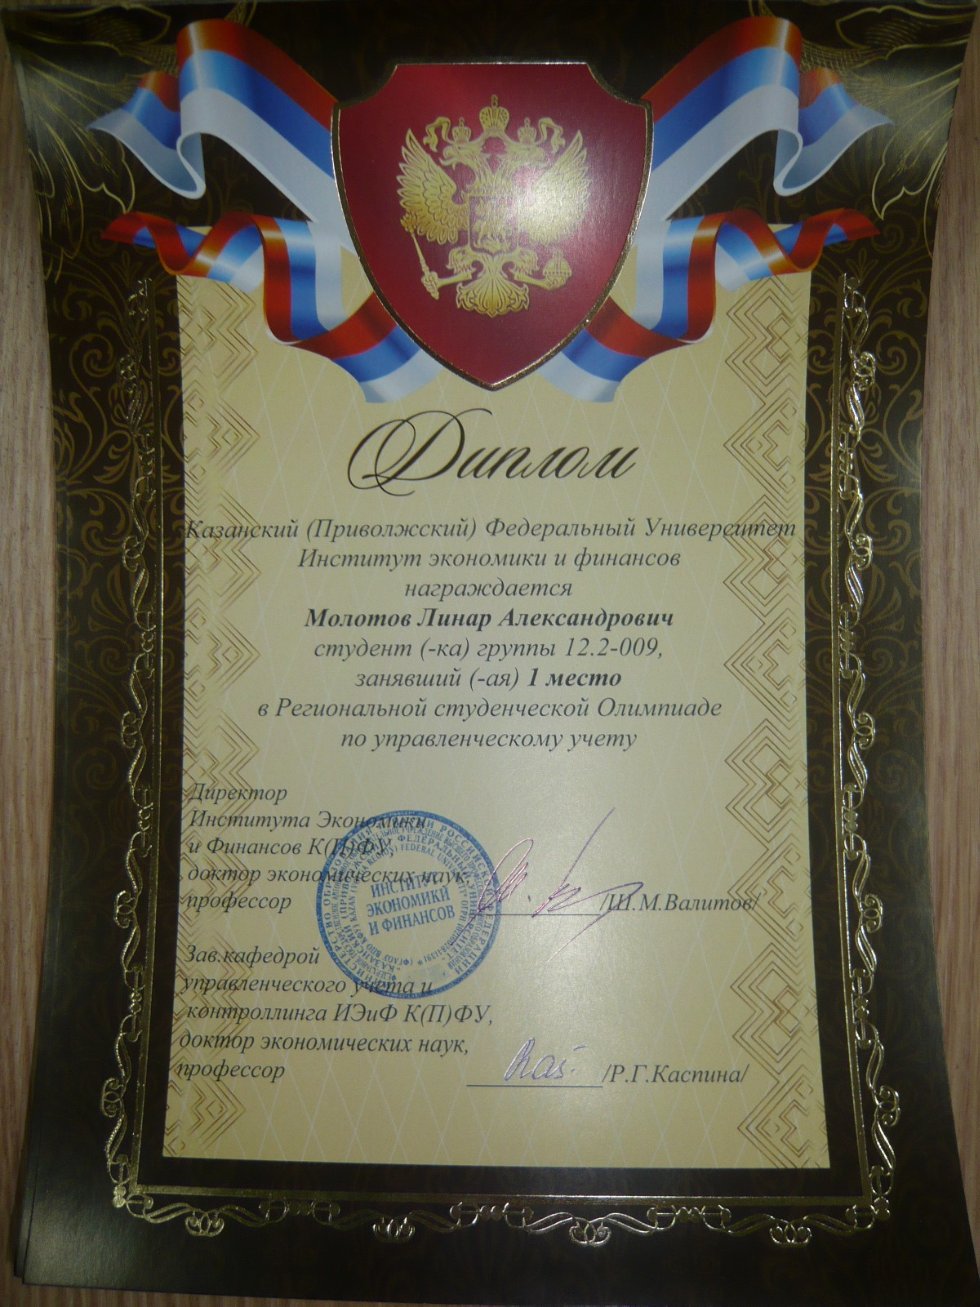 Диплом
Казанский (Приволжский) Федеральный Университет
Институт экономики и финансов
награждается
Молотов Линар Александрович
студент (-ка) группы 12.2-009,
занявший (-ая) 1 место
в Региональной студенческой Олимпиаде
по управленческому учету
Директор
Института Экономики
и Финансов К(П)ФУ,
доктор экономических наук,
профессор
/Ш.М.Валитов/
ИНСТИТУТ
ЭКОНОМИКИ
И ФИНАНСОВ
Зав.кафедрой
управленческого учета и
контроллинга ИЭиФ К(П)ФУ,
доктор экономических наук,
профессор
/Р.Г.Каспина/